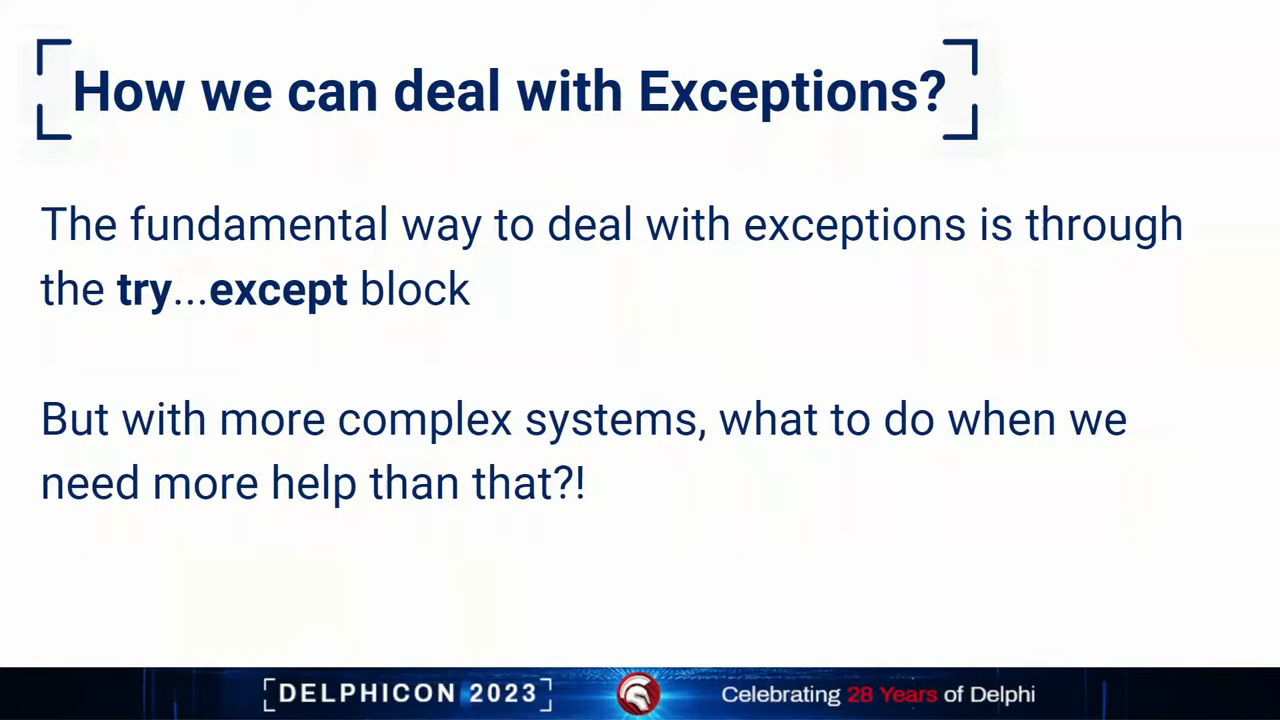 How we can deal with Exceptions?
The fundamental way to deal with exceptions is through
the try...except block
But with more complex systems, what to do when we
need more help than that?!
DELPHICON 2023
Celebrating 28 Years of Delphi